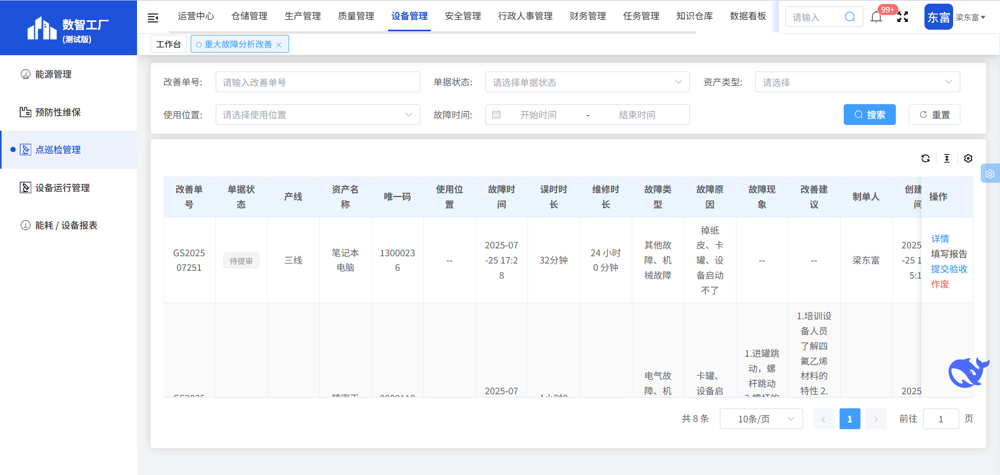 数智工厂
(测试版)
运营中心
仓储管理
生产管理
质量管理
设备管理
安全管理
行政人事管理
财务管理
任务管理
知识仓库
数据看板
请输入
99+
东富
梁东富
工作台
重大故障分析改善
能源管理
预防性维保
点巡检管理
设备运行管理
能耗 / 设备报表
改善单号:
请输入改善单号
单据状态:
请选择单据状态
资产类型:
请选择
使用位置:
请选择使用位置
故障时间:
开始时间
-
结束时间
搜索
重置
改善单
号
单据状
态
产线
资产名
称
唯一码
使用位
置
故障时
间
误时时
长
维修时
长
故障类
型
故障原
因
故障现
象
改善建
议
制单人
创建
间
操作
GS2025
07251
待提审
三线
笔记本
电脑
1300023
6
--
2025-07
-25 17:2
8
32分钟
24 小时
0 分钟
其他故
障、机
械故障
掉纸
皮、卡
罐、设
备启动
不了
--
--
梁东富
2025
-25 1
5:1
详情
填写报告
提交验收
作废
2025-07
电气故
障、机
卡罐、
设备启
1.进罐跳
动，螺
杆跳动
1.培训设
备人员
了解四
氟乙烯
材料的
特性 2.
2025
共 8 条
10条/页
1
前往
1
页